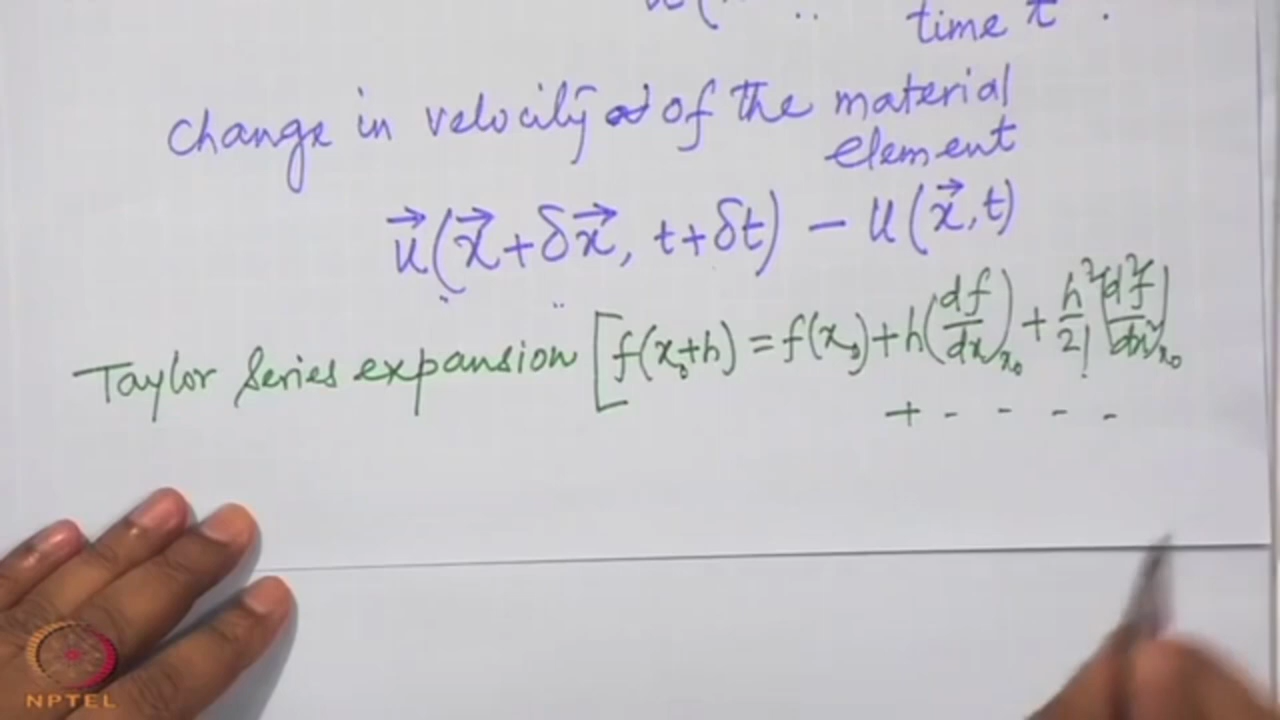 u(
time t .
Change in velocity of the material
element
u⃗(x⃗+δx⃗, t+δt) − u(x⃗,t)
Taylor Series expansion [f(x₀+h) = f(x₀)+h(df/dx)x₀ + h²/2! (d²f/dx²)x₀
+ - - - -
NPTEL